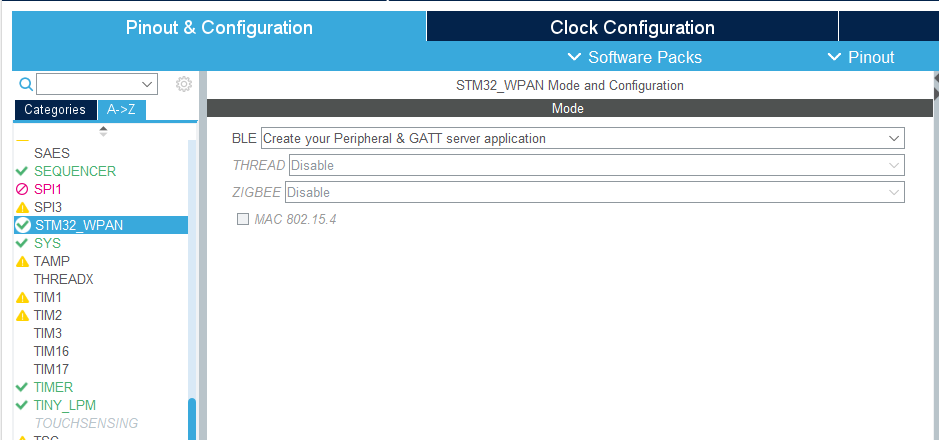 Pinout & Configuration
Clock Configuration
Software Packs
Pinout
Categories
A->Z
SAES
SEQUENCER
SPI1
SPI3
STM32_WPAN
SYS
TAMP
THREADX
TIM1
TIM2
TIM3
TIM16
TIM17
TIMER
TINY_LPM
TOUCHSENSING
TSC
STM32_WPAN Mode and Configuration
Mode
BLE Create your Peripheral & GATT server application
THREAD Disable
ZIGBEE Disable
MAC 802.15.4